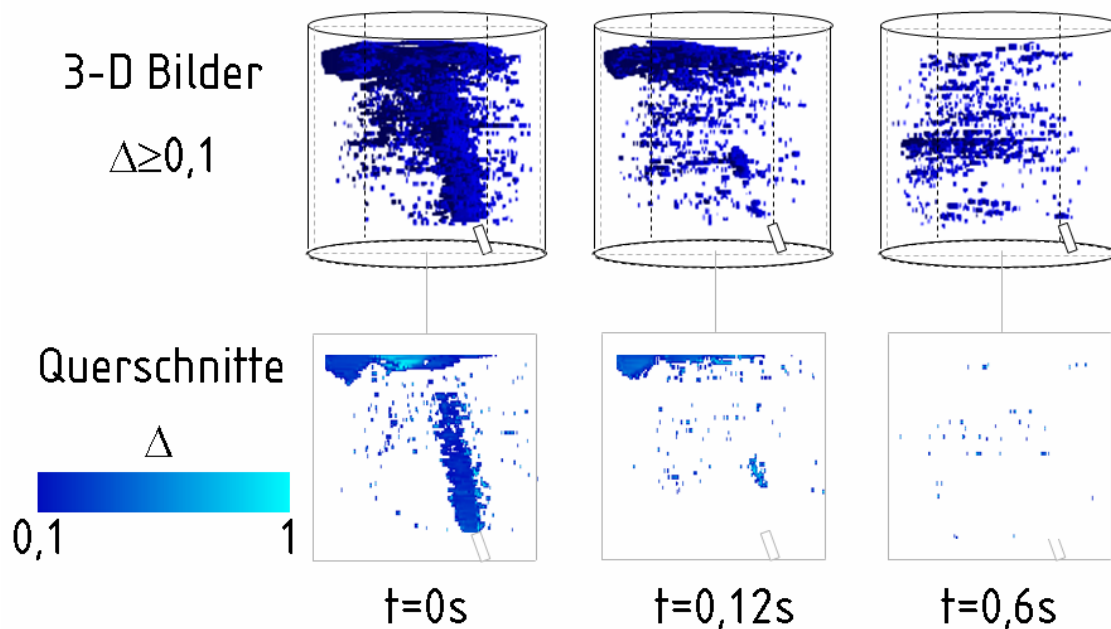 3-D Bilder
Δ≥0,1
Querschnitte
Δ
0,1 1
t=0s t=0,12s t=0,6s